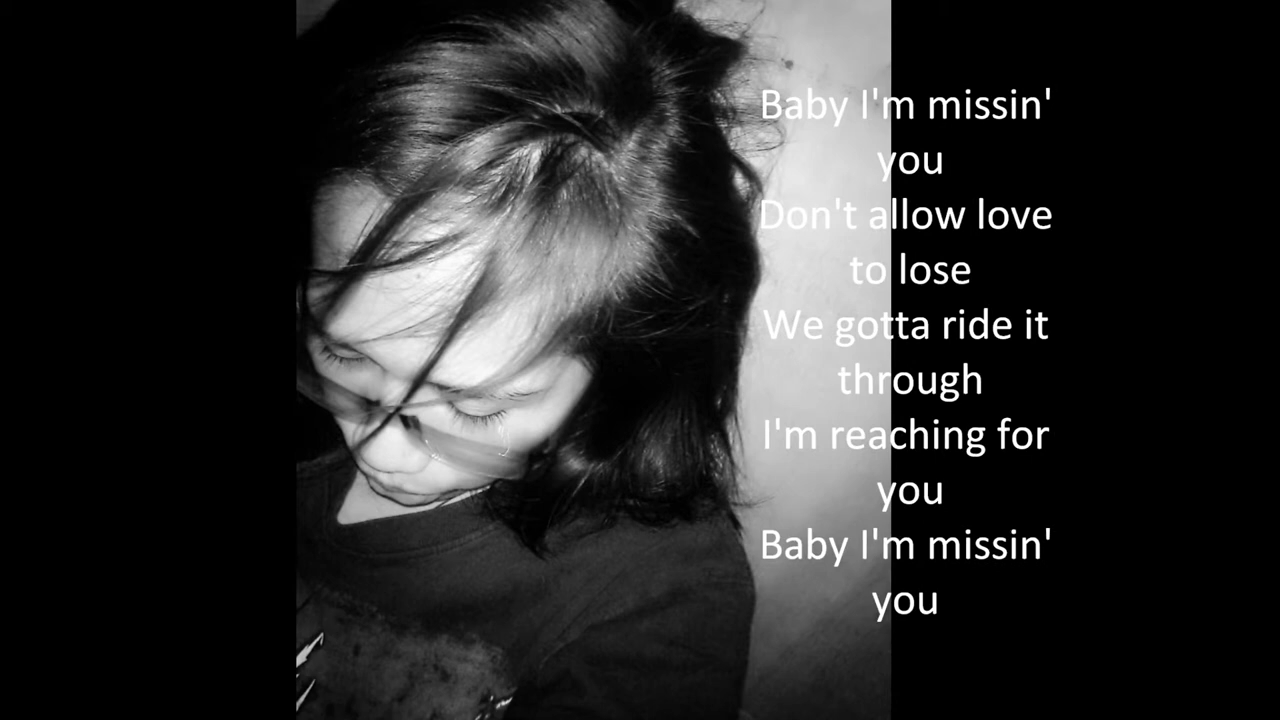 Baby I'm missin'
you
Don't allow love
to lose
We gotta ride it
through
I'm reaching for
you
Baby I'm missin'
you